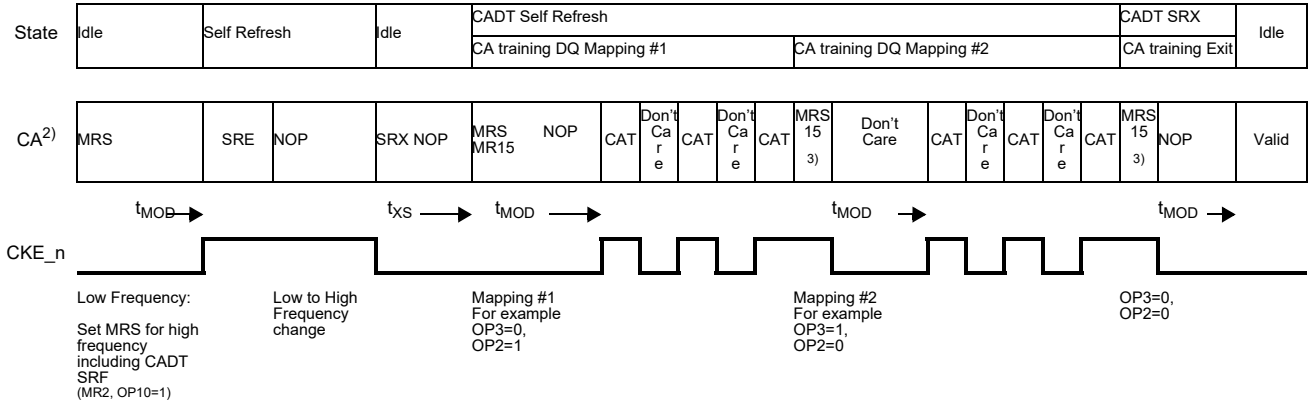 State
Idle
Self Refresh
Idle
CADT Self Refresh
CADT SRX
Idle
CA training DQ Mapping #1
CA training DQ Mapping #2
CA training Exit
CA2)
MRS
SRE
NOP
SRX NOP
MRS
MR15
NOP
CAT
Don't
Ca
r
e
CAT
Don't
Ca
r
e
CAT
MRS
15
3)
Don't
Care
CAT
Don't
Ca
r
e
CAT
Don't
Ca
r
e
CAT
MRS
15
3)
NOP
Valid
tMOD
tXS
tMOD
tMOD
tMOD
CKE_n
Low Frequency:
Set MRS for high
frequency
including CADT
SRF
(MR2, OP10=1)
Low to High
Frequency
change
Mapping #1
For example
OP3=0,
OP2=1
Mapping #2
For example
OP3=1,
OP2=0
OP3=0,
OP2=0